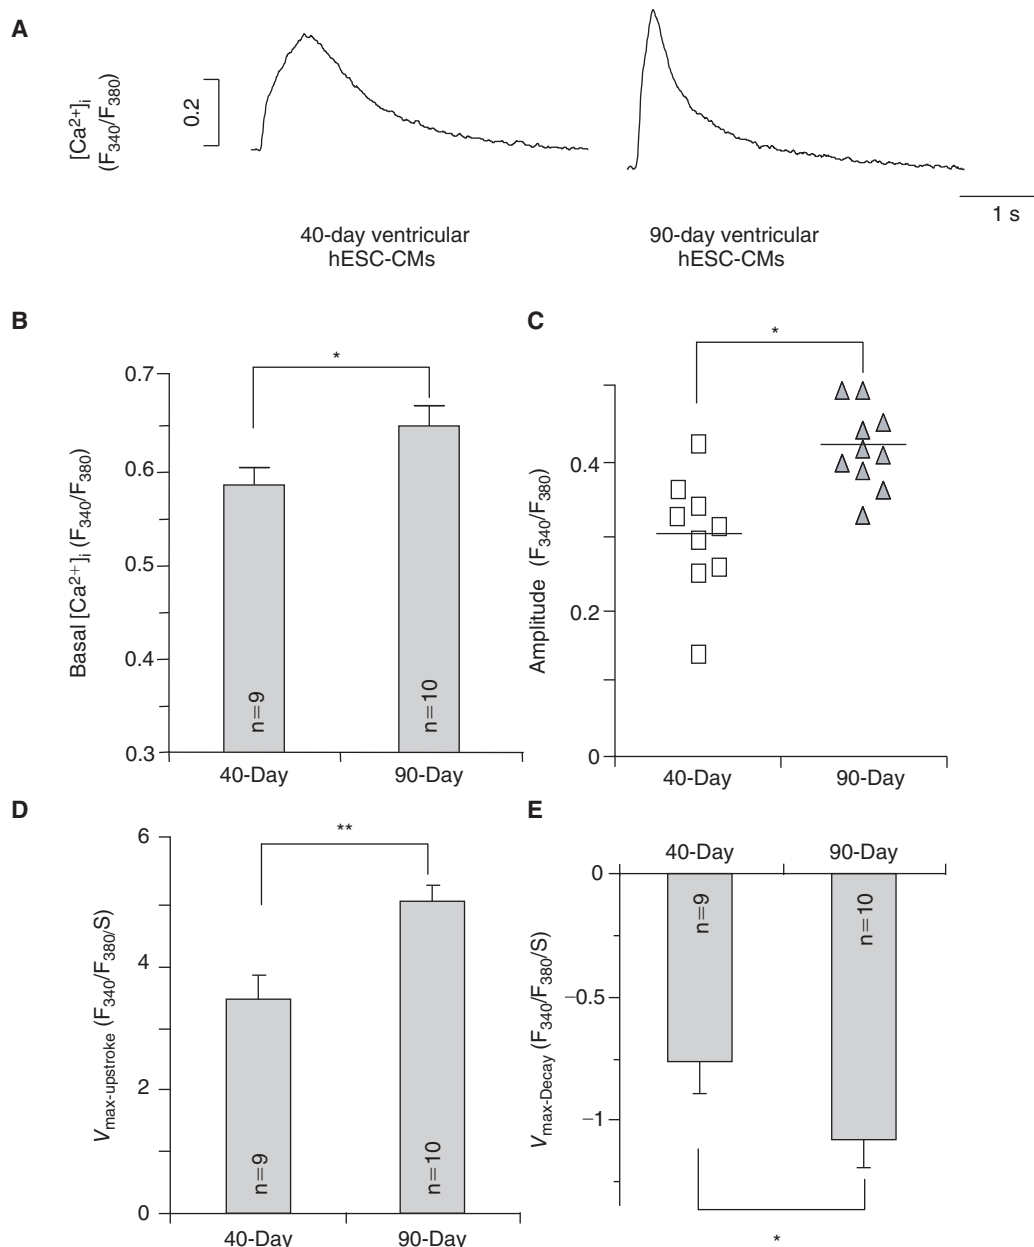 A
[Ca²⁺]ᵢ
(F₃₄₀/F₃₈₀)
0.2
1 s
40-day ventricular
hESC-CMs
90-day ventricular
hESC-CMs
B
*
0.7
0.6
0.5
0.4
0.3
Basal [Ca²⁺]ᵢ (F₃₄₀/F₃₈₀)
n=9
n=10
40-Day
90-Day
C
*
0.4
0.2
0
Amplitude (F₃₄₀/F₃₈₀)
40-Day
90-Day
D
**
6
4
2
0
Vmax-upstroke (F₃₄₀/F₃₈₀/S)
n=9
n=10
40-Day
90-Day
E
40-Day
90-Day
0
−0.5
−1
Vmax-Decay (F₃₄₀/F₃₈₀/S)
n=9
n=10
*